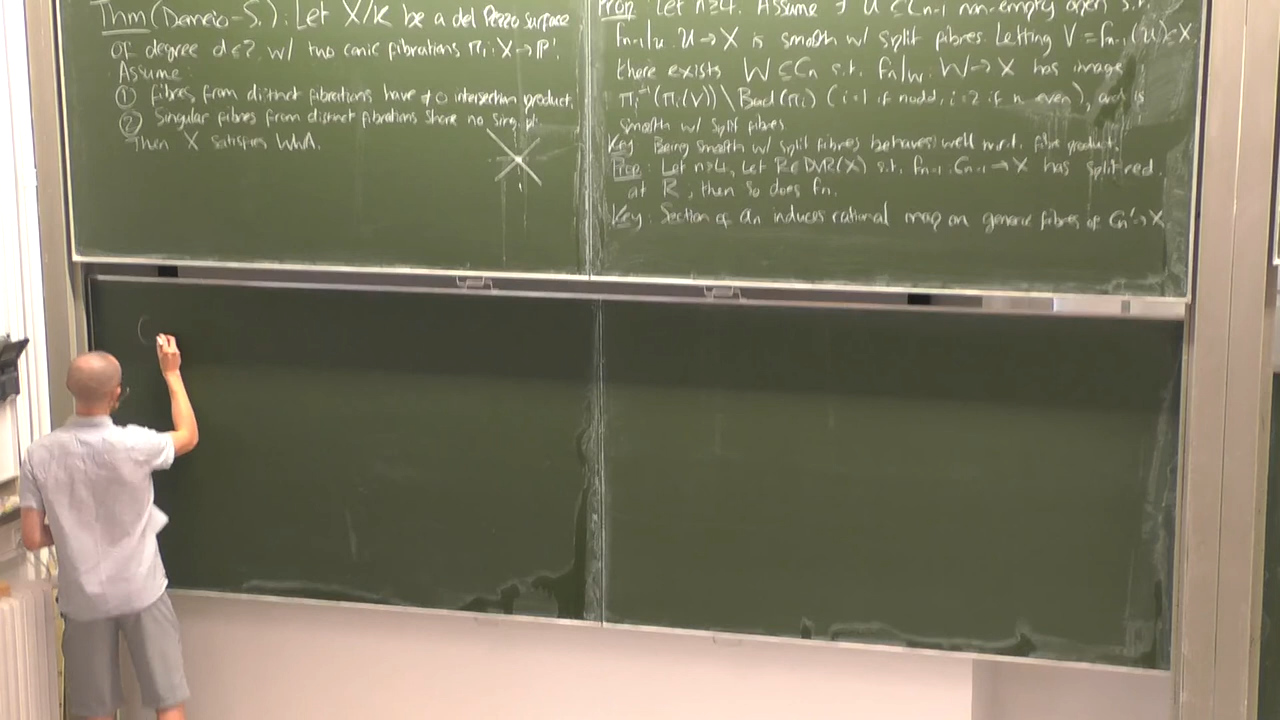 Thm (Demeio-S.): Let X/k be a del Pezzo surface
of degree d ≤ 7 w/ two conic fibrations πᵢ: X → P¹.
Assume:
① fibres from distinct fibrations have ≠ 0 intersection product.
② Singular fibres from distinct fibrations share no sing. pt.
Then X satisfies WWA.
Prop Let n≥4. Assume ∃ U ⊆ Cn-1 non-empty open s.t.
fn-1|u: U → X is smooth w/ split fibres. Letting V = fn-1(U) ⊆ X,
there exists W ⊆ Cn s.t. fn|w: W → X has image
πᵢ⁻¹(πᵢ(V)) \ Bad(πᵢ) (i=1 if n odd, i=2 if n even), and is
smooth w/ split fibres.
Key: Being smooth w/ split fibres behaves well w.r.t. fibre product.
Prop: Let n≥4, let R∈DVR(X) s.t. fn-1: Cn-1 → X has split red.
at R, then so does fn.
Key: Section of an induces rational map on generic fibres of Cn' → X